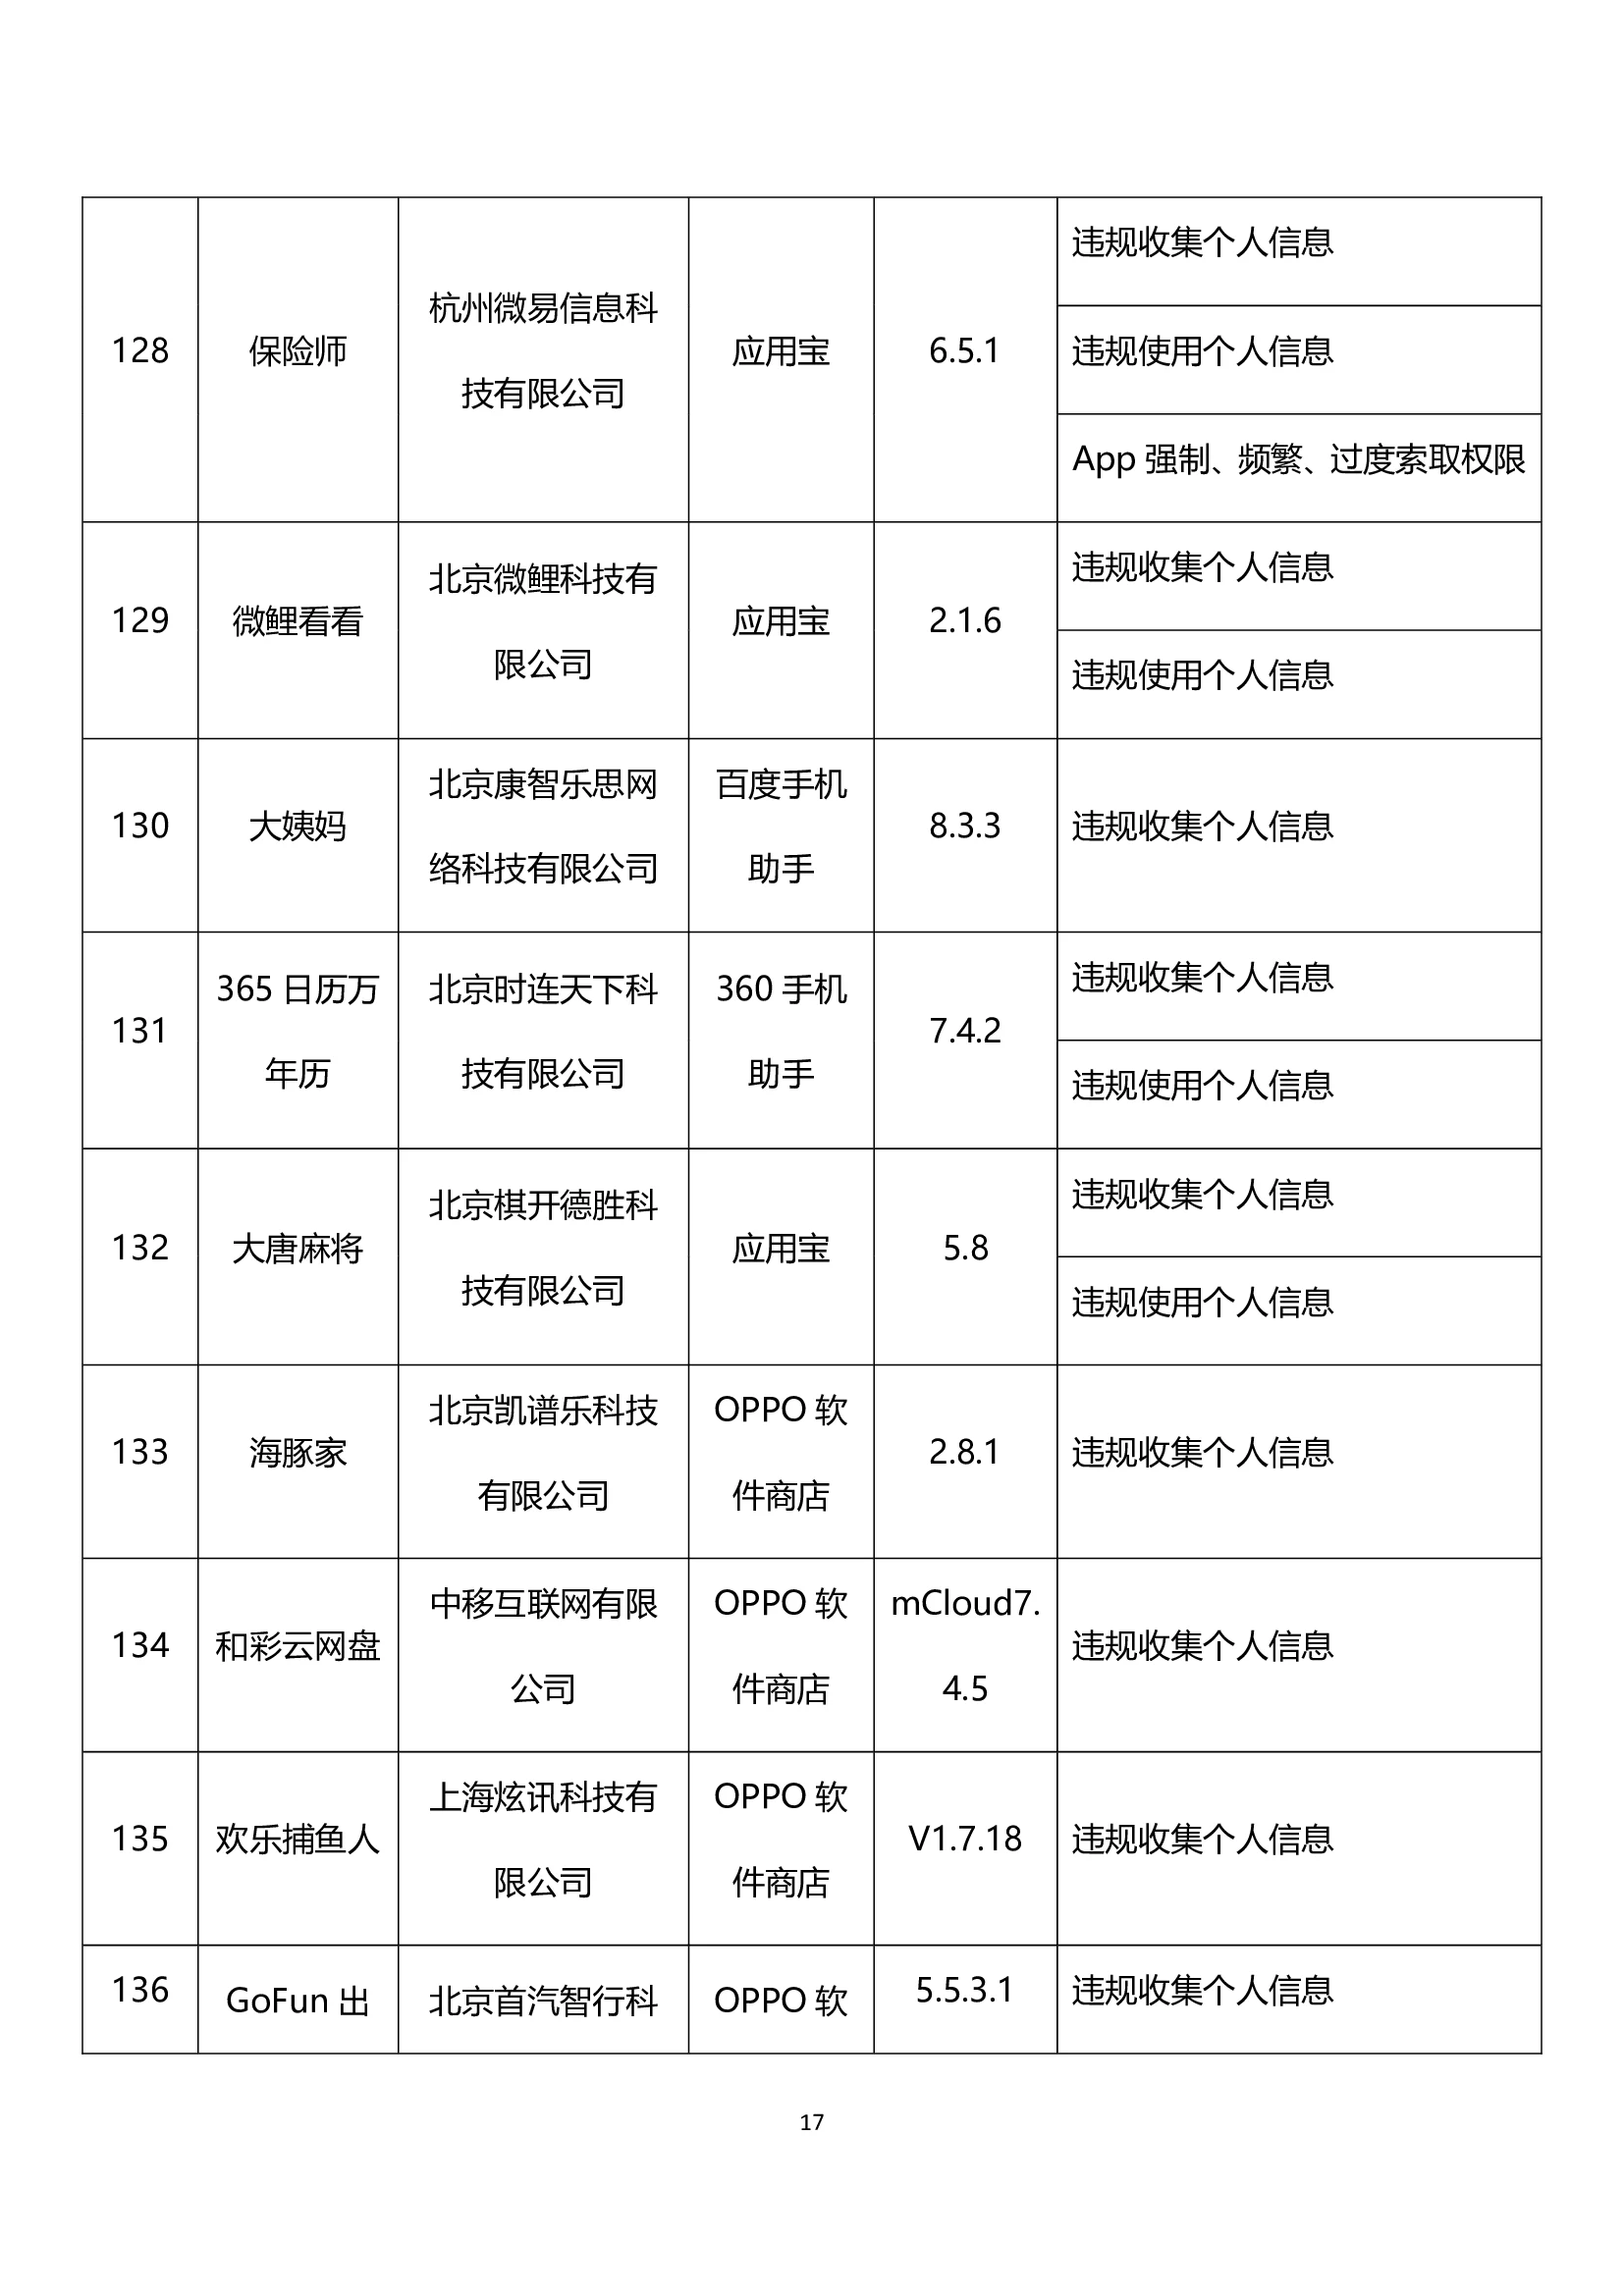 128
保险师
杭州微易信息科
技有限公司
应用宝
6.5.1
违规收集个人信息
违规使用个人信息
App 强制、频繁、过度索取权限
129
微鲤看看
北京微鲤科技有
限公司
应用宝
2.1.6
违规收集个人信息
违规使用个人信息
130
大姨妈
北京康智乐思网
络科技有限公司
百度手机
助手
8.3.3
违规收集个人信息
131
365 日历万
年历
北京时连天下科
技有限公司
360 手机
助手
7.4.2
违规收集个人信息
违规使用个人信息
132
大唐麻将
北京棋开德胜科
技有限公司
应用宝
5.8
违规收集个人信息
违规使用个人信息
133
海豚家
北京凯谱乐科技
有限公司
OPPO 软
件商店
2.8.1
违规收集个人信息
134
和彩云网盘
中移互联网有限
公司
OPPO 软
件商店
mCloud7.
4.5
违规收集个人信息
135
欢乐捕鱼人
上海炫讯科技有
限公司
OPPO 软
件商店
V1.7.18
违规收集个人信息
136
GoFun 出
北京首汽智行科
OPPO 软
5.5.3.1
违规收集个人信息
17